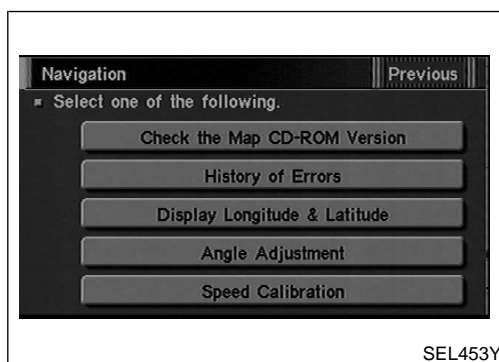 Navigation Previous
Select one of the following.
Check the Map CD-ROM Version
History of Errors
Display Longitude & Latitude
Angle Adjustment
Speed Calibration
SEL453Y